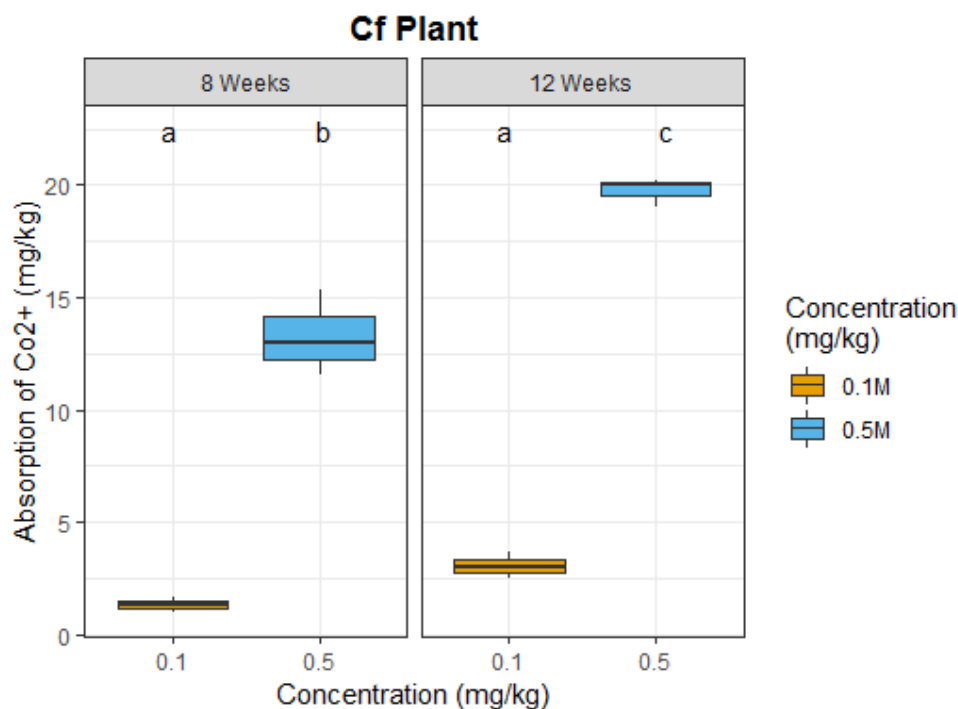 Cf Plant
8 Weeks
12 Weeks
a
b
a
c
Absorption of Co2+ (mg/kg)
20
15
10
5
0
0.1
0.5
0.1
0.5
Concentration (mg/kg)
Concentration
(mg/kg)
0.1M
0.5M